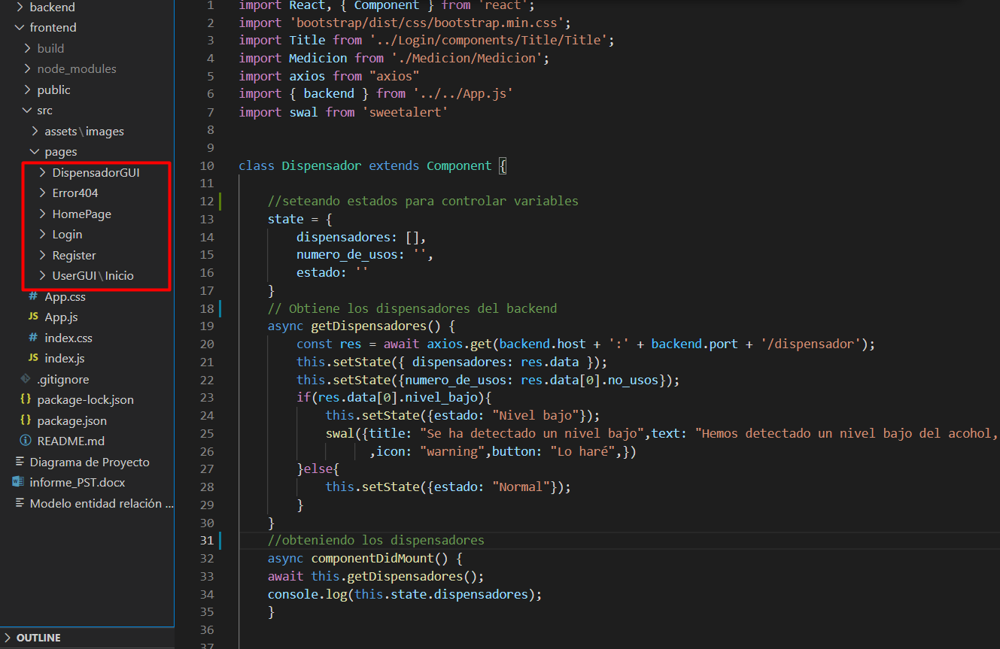 backend
frontend
build
node_modules
public
src
assets\images
pages
DispensadorGUI
Error404
HomePage
Login
Register
UserGUI\Inicio
# App.css
JS App.js
# index.css
JS index.js
.gitignore
{} package-lock.json
{} package.json
README.md
Diagrama de Proyecto
informe_PST.docx
Modelo entidad relación ...
OUTLINE
1 import React, { Component } from 'react';
2 import 'bootstrap/dist/css/bootstrap.min.css';
3 import Title from '../Login/components/Title/Title';
4 import Medicion from './Medicion/Medicion';
5 import axios from "axios"
6 import { backend } from '../../App.js'
7 import swal from 'sweetalert'
8
9
10 class Dispensador extends Component {
11
12 //seteando estados para controlar variables
13 state = {
14 dispensadores: [],
15 numero_de_usos: '',
16 estado: ''
17 }
18 // Obtiene los dispensadores del backend
19 async getDispensadores() {
20 const res = await axios.get(backend.host + ':' + backend.port + '/dispensador');
21 this.setState({ dispensadores: res.data });
22 this.setState({numero_de_usos: res.data[0].no_usos});
23 if(res.data[0].nivel_bajo){
24 this.setState({estado: "Nivel bajo"});
25 swal({title: "Se ha detectado un nivel bajo",text: "Hemos detectado un nivel bajo del acohol,
26 ,icon: "warning",button: "Lo haré",})
27 }else{
28 this.setState({estado: "Normal"});
29 }
30 }
31 //obteniendo los dispensadores
32 async componentDidMount() {
33 await this.getDispensadores();
34 console.log(this.state.dispensadores);
35 }
36
37